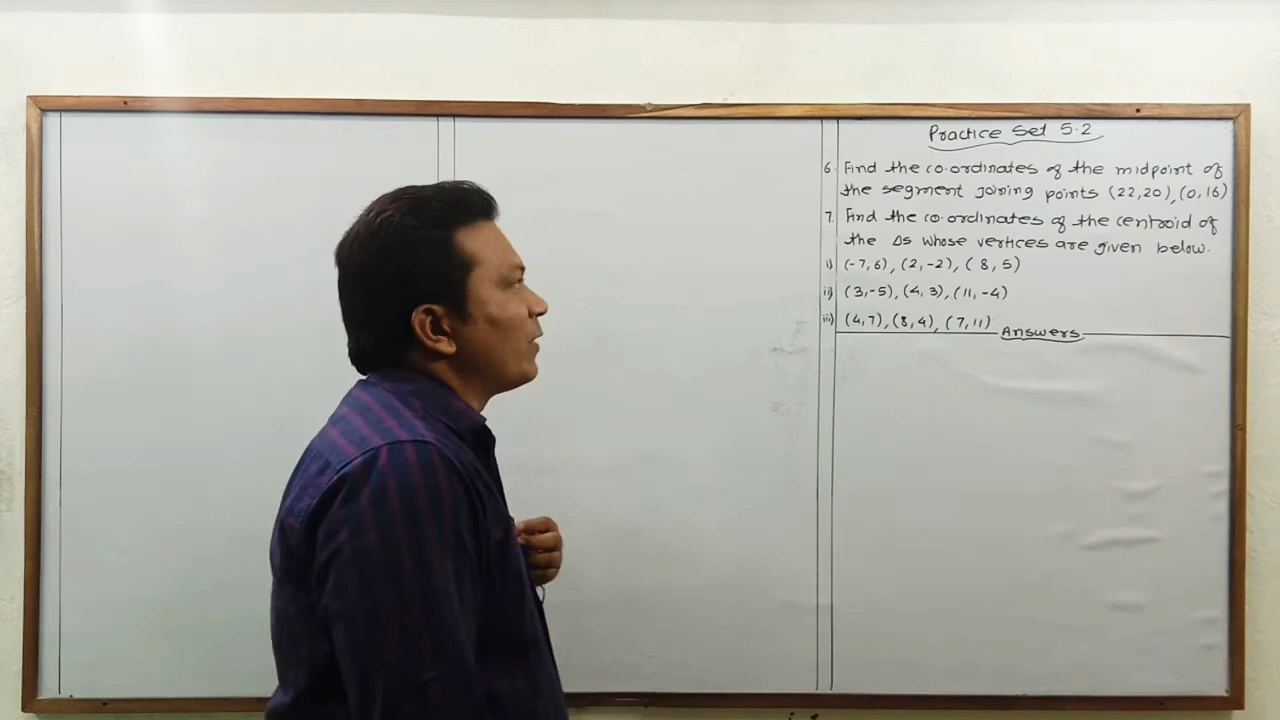 Practice Set 5.2
6. Find the co-ordinates of the midpoint of
the segment joining points (22,20), (0,16)
7. Find the co-ordinates of the centroid of
the Δs whose vertices are given below.
i) (-7,6), (2,-2), (8,5)
ii) (3,-5), (4,3), (11,-4)
iii) (4,7), (8,4), (7,11)
Answers